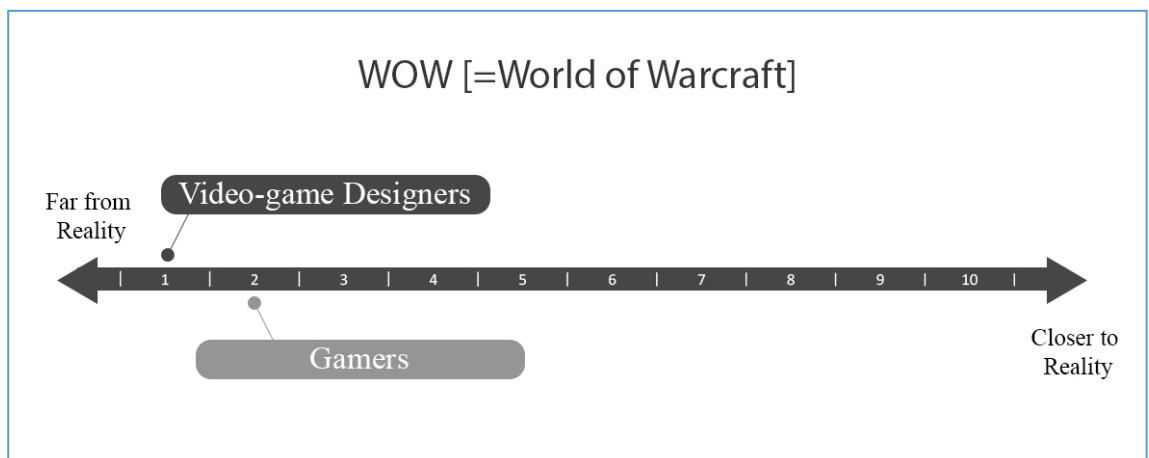 WOW [=World of Warcraft]
Video-game Designers
Far from
Reality
1 2 3 4 5 6 7 8 9 10
Gamers
Closer to
Reality